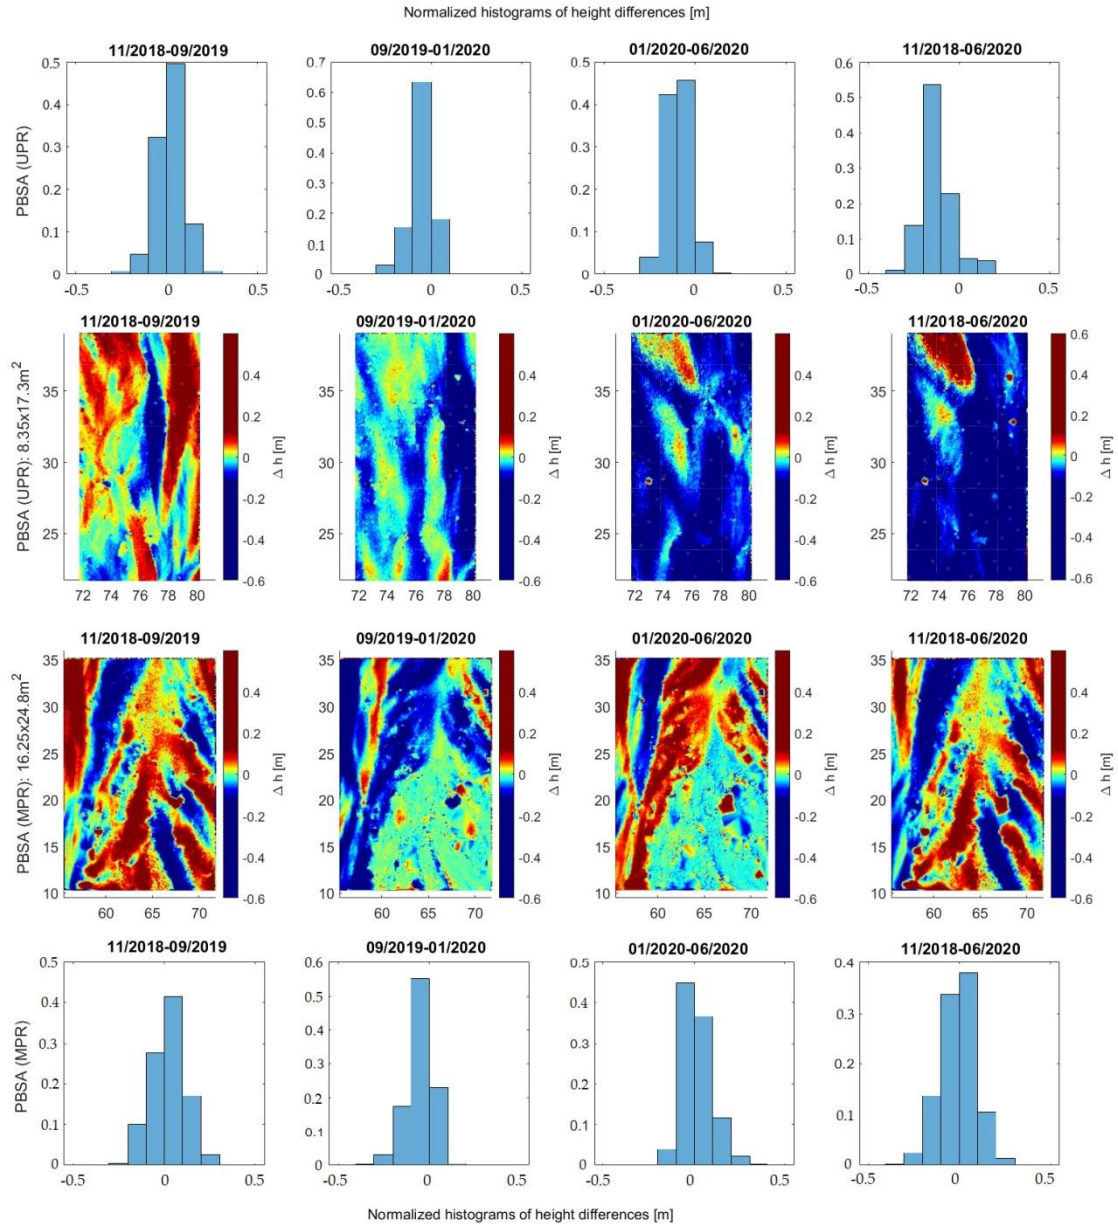 Normalized histograms of height differences [m]
11/2018-09/2019 09/2019-01/2020 01/2020-06/2020 11/2018-06/2020
PBSA (UPR)
0.5 0.4 0.3 0.2 0.1 0
-0.5 0 0.5
0.7 0.6 0.5 0.4 0.3 0.2 0.1 0
-0.5 0 0.5
0.5 0.4 0.3 0.2 0.1 0
-0.5 0 0.5
0.6 0.5 0.4 0.3 0.2 0.1 0
-0.5 0 0.5
11/2018-09/2019 09/2019-01/2020 01/2020-06/2020 11/2018-06/2020
PBSA (UPR): 8.35x17.3m²
35 30 25
72 74 76 78 80
0.4 0.2 0 -0.2 -0.4 -0.6
Δ h [m]
35 30 25
72 74 76 78 80
0.4 0.2 0 -0.2 -0.4 -0.6
Δ h [m]
35 30 25
72 74 76 78 80
0.4 0.2 0 -0.2 -0.4 -0.6
Δ h [m]
35 30 25
72 74 76 78 80
0.6 0.4 0.2 0 -0.2 -0.4 -0.6
Δ h [m]
11/2018-09/2019 09/2019-01/2020 01/2020-06/2020 11/2018-06/2020
PBSA (MPR): 16.25x24.8m²
35 30 25 20 15 10
60 65 70
0.4 0.2 0 -0.2 -0.4 -0.6
Δ h [m]
35 30 25 20 15 10
60 65 70
0.4 0.2 0 -0.2 -0.4 -0.6
Δ h [m]
35 30 25 20 15 10
60 65 70
0.4 0.2 0 -0.2 -0.4 -0.6
Δ h [m]
35 30 25 20 15 10
60 65 70
0.4 0.2 0 -0.2 -0.4 -0.6
Δ h [m]
11/2018-09/2019 09/2019-01/2020 01/2020-06/2020 11/2018-06/2020
PBSA (MPR)
0.5 0.4 0.3 0.2 0.1 0
-0.5 0 0.5
0.6 0.5 0.4 0.3 0.2 0.1 0
-0.5 0 0.5
0.5 0.4 0.3 0.2 0.1 0
-0.5 0 0.5
0.4 0.3 0.2 0.1 0
-0.5 0 0.5
Normalized histograms of height differences [m]